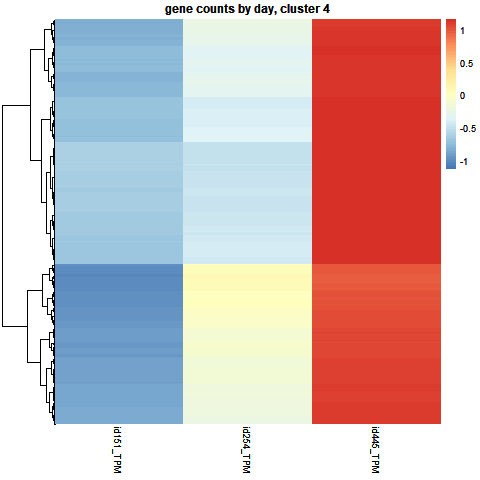 gene counts by day, cluster 4
1
0.5
0
-0.5
-1
id151_TPM
id254_TPM
id445_TPM